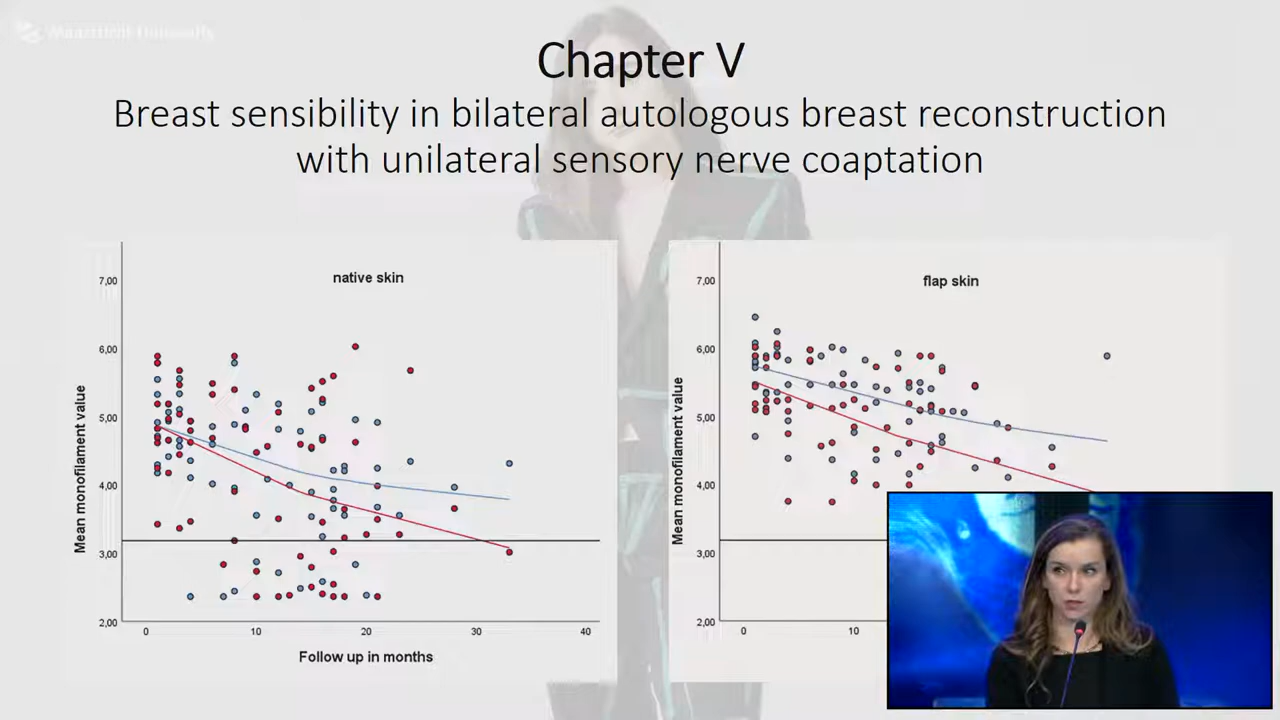 Maastricht University
Chapter V
Breast sensibility in bilateral autologous breast reconstruction
with unilateral sensory nerve coaptation
native skin
7,00
6,00
5,00
4,00
3,00
2,00
Mean monofilament value
0 10 20 30 40
Follow up in months
flap skin
7,00
6,00
5,00
4,00
3,00
2,00
Mean monofilament value
0 10